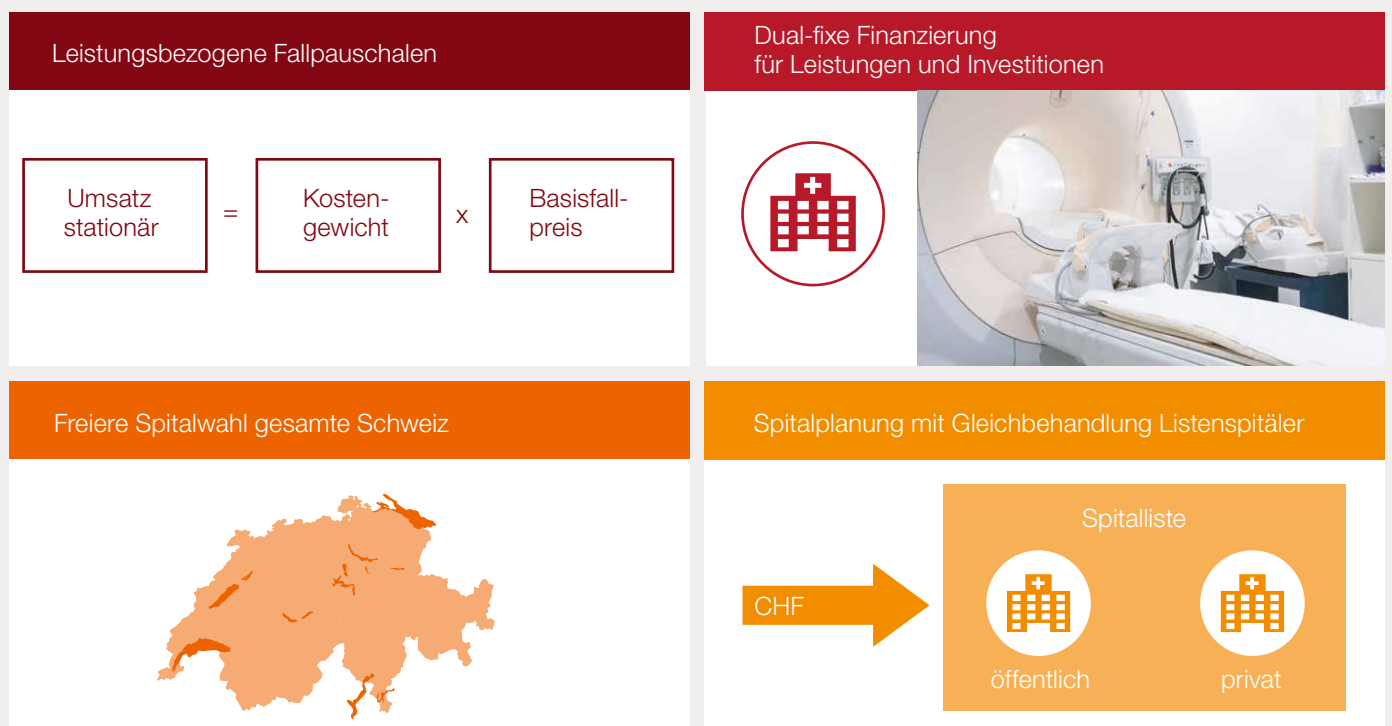 Leistungsbezogene Fallpauschalen
Umsatz
stationär
=
Kosten-
gewicht
x
Basisfall-
preis
Dual-fixe Finanzierung
für Leistungen und Investitionen
Freiere Spitalwahl gesamte Schweiz
Spitalplanung mit Gleichbehandlung Listenspitäler
CHF
Spitalliste
öffentlich
privat